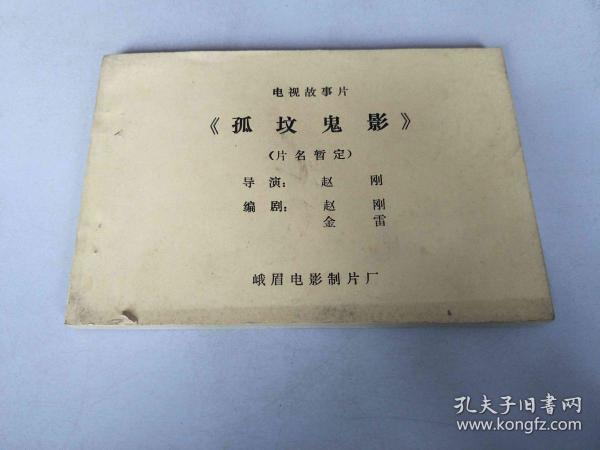 电视故事片
《孤坟鬼影》
（片名暂定）
导演： 赵刚
编剧： 赵刚
金雷
峨眉电影制片厂
孔夫子旧书网
www.kongfz.com